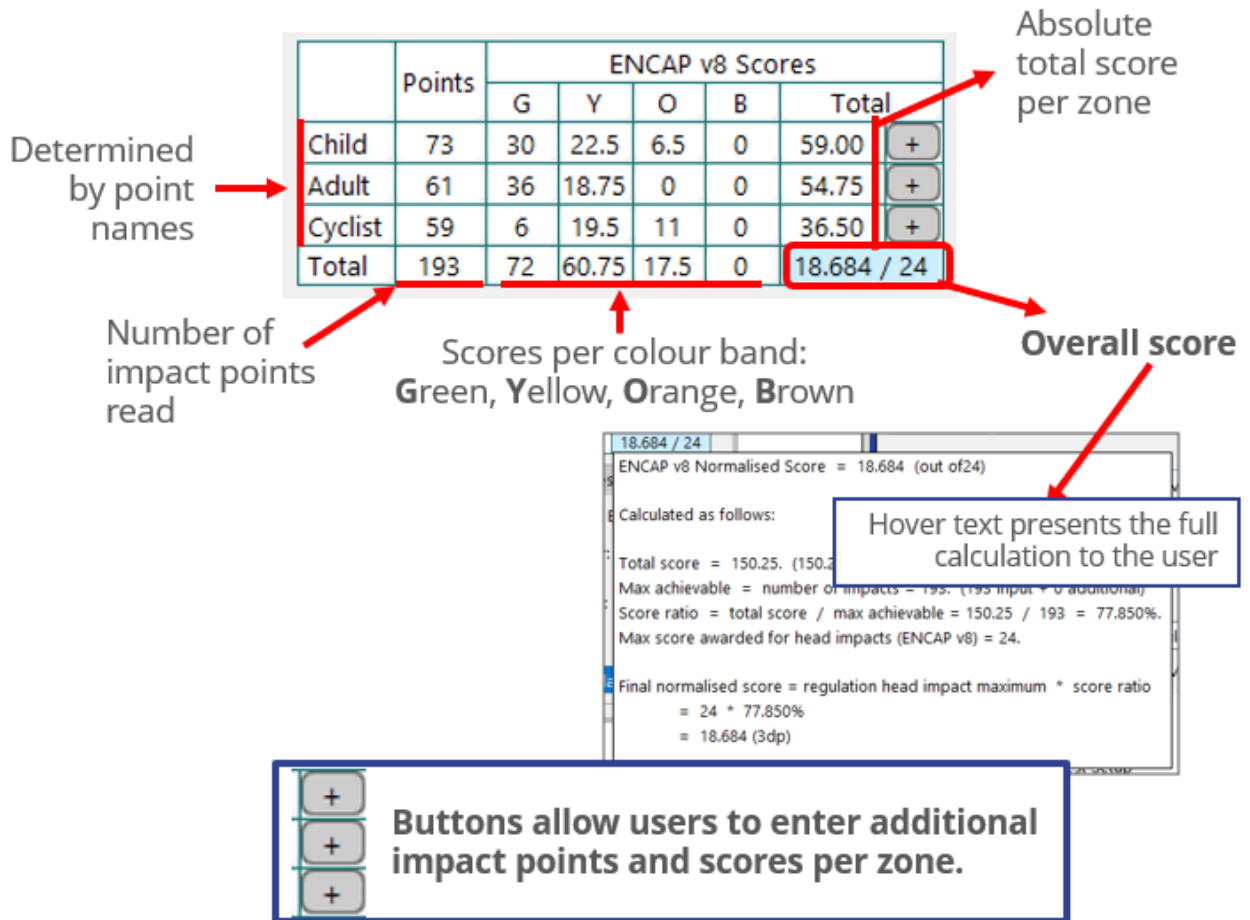 Absolute
total score
per zone
Points ENCAP v8 Scores
G Y O B Total
Child 73 30 22.5 6.5 0 59.00 +
Adult 61 36 18.75 0 0 54.75 +
Cyclist 59 6 19.5 11 0 36.50 +
Total 193 72 60.75 17.5 0 18.684 / 24
Determined
by point
names
Number of
impact points
read
Scores per colour band:
Green, Yellow, Orange, Brown
Overall score
18.684 / 24
ENCAP v8 Normalised Score = 18.684 (out of24)
Calculated as follows:
Hover text presents the full
calculation to the user
Total score = 150.25.
Max achievable = number of impacts = 193. (193 input + 0 additional)
Score ratio = total score / max achievable = 150.25 / 193 = 77.850%.
Max score awarded for head impacts (ENCAP v8) = 24.
Final normalised score = regulation head impact maximum * score ratio
= 24 * 77.850%
= 18.684 (3dp)
+
+
+
Buttons allow users to enter additional
impact points and scores per zone.